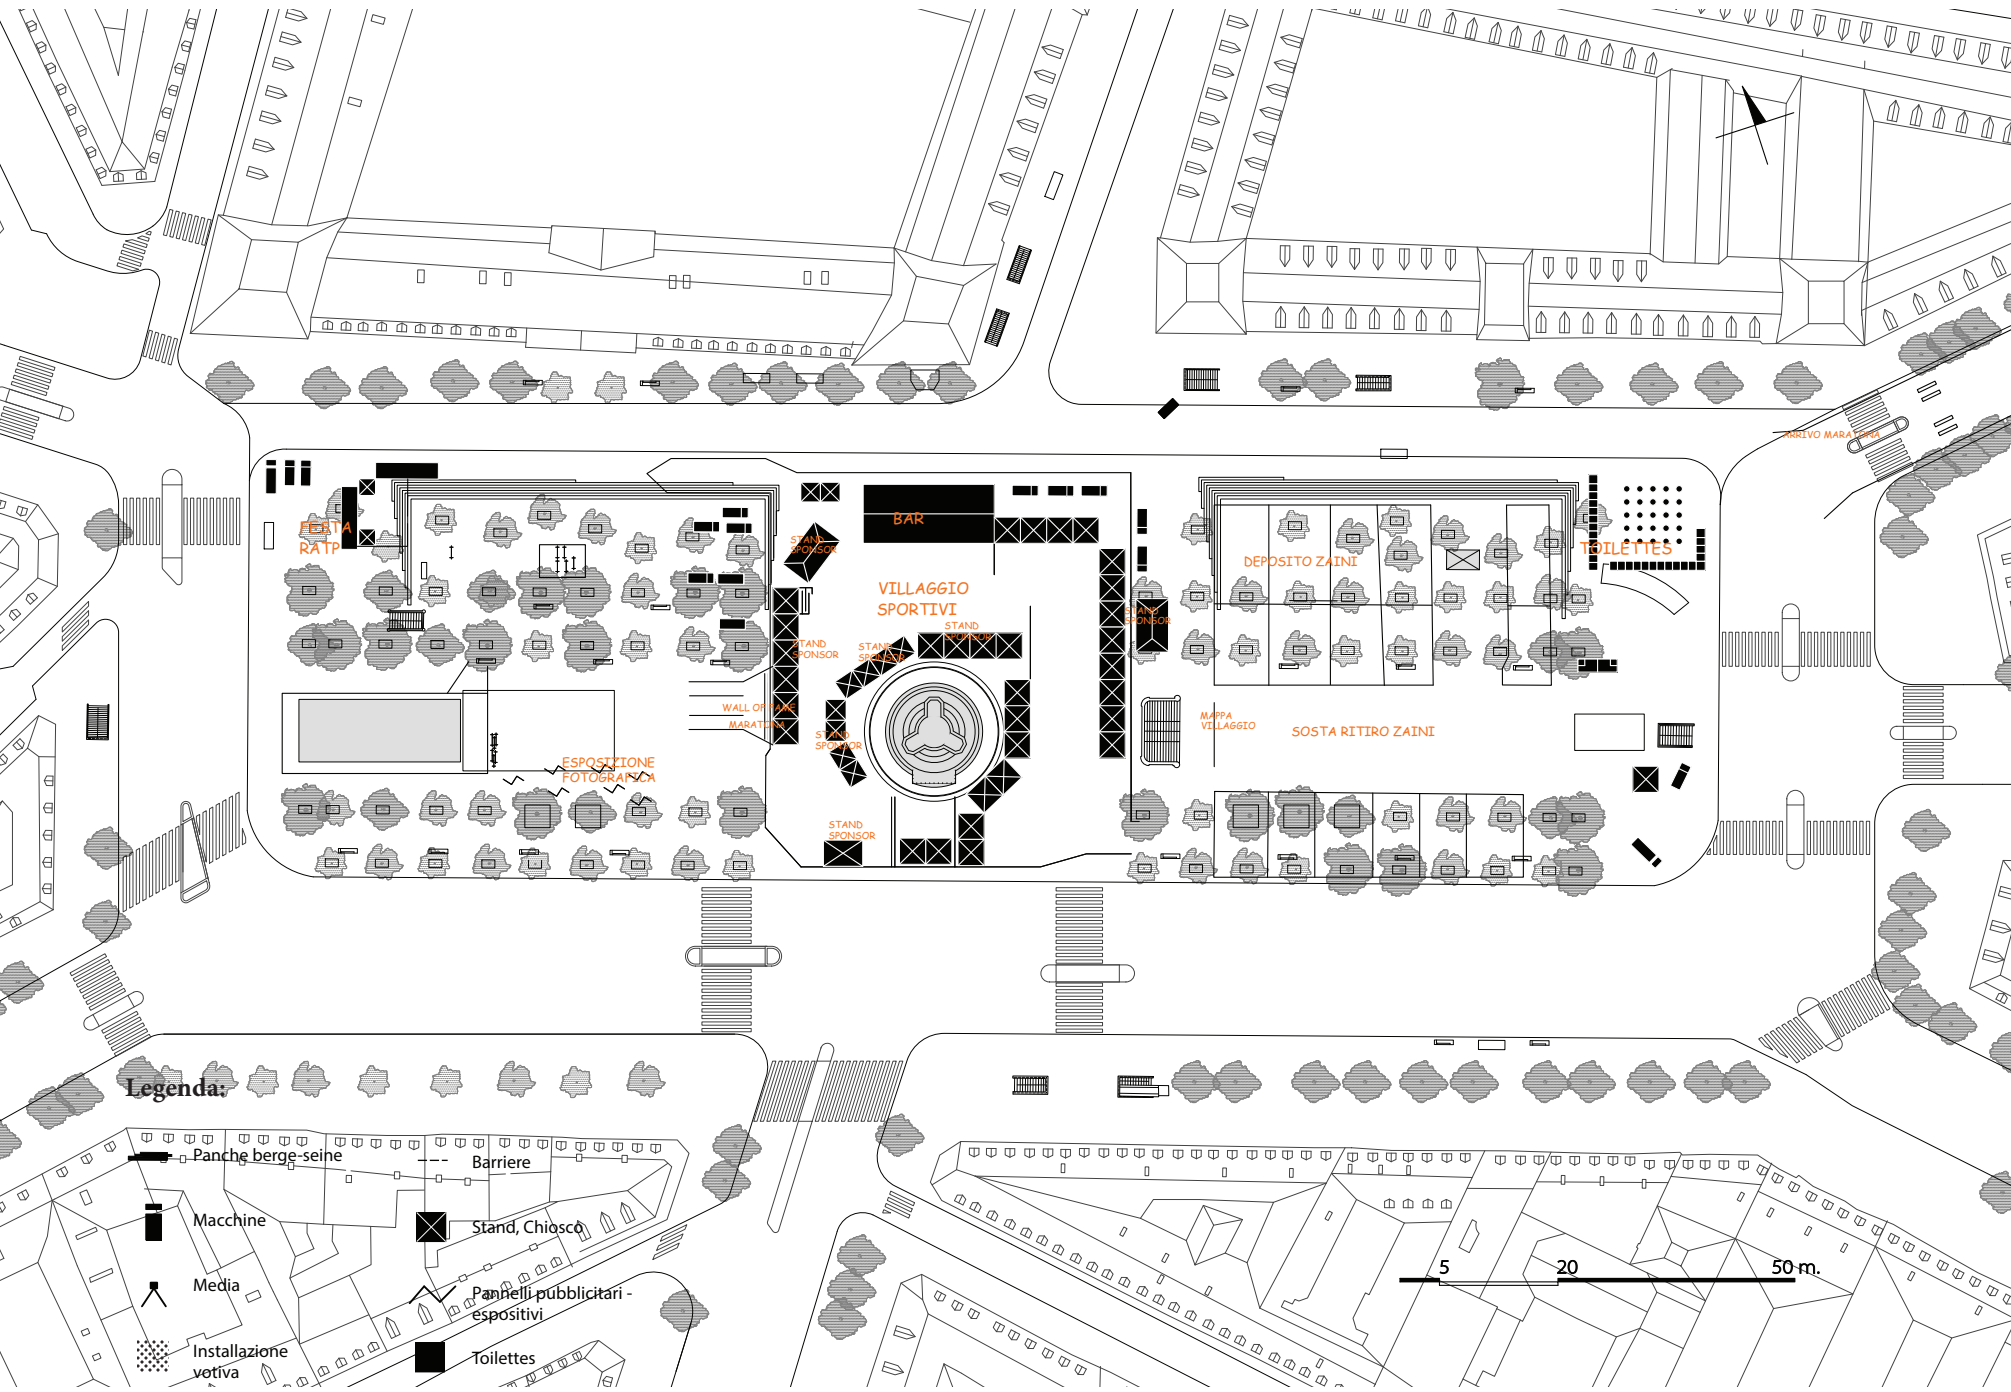 ARRIVO MARATONA
FESTA
RATP
BAR
STAND
SPONSOR
TOILETTES
DEPOSITO ZAINI
VILLAGGIO
SPORTIVI
STAND
SPONSOR
STAND
SPONSOR
STAND
SPONSOR
STAND
SPONSOR
WALL OF FAME
MARATONA
MAPPA
VILLAGGIO
SOSTA RITIRO ZAINI
STAND
SPONSOR
ESPOSIZIONE
FOTOGRAFICA
STAND
SPONSOR
Legenda:
Panche berge-seine
Barriere
Macchine
Stand, Chiosco
Media
Pannelli pubblicitari -
espositivi
Installazione
votiva
Toilettes
5 20 50 m.